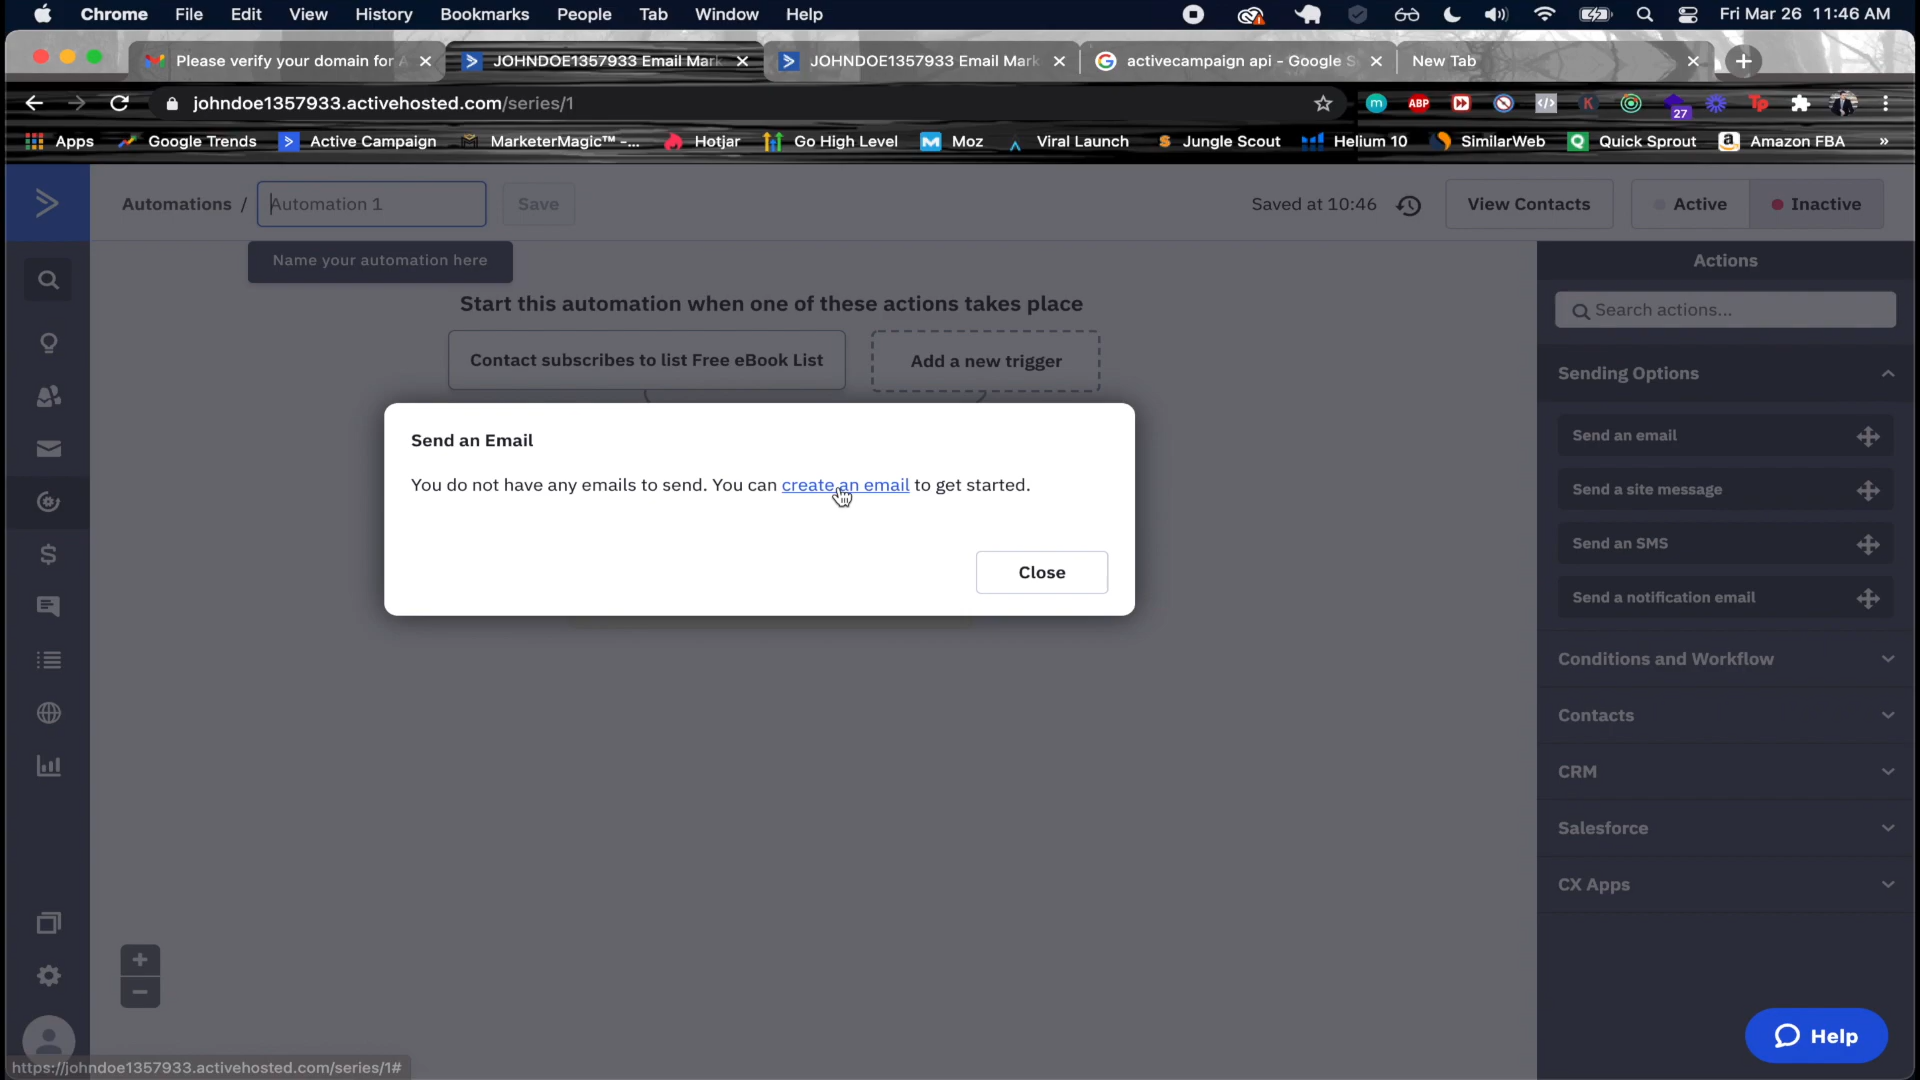 Chrome File Edit View History Bookmarks People Tab Window Help Fri Mar 26 11:46 AM
Please verify your domain for A JOHNDOE1357933 Email Mark JOHNDOE1357933 Email Mark activecampaign api - Google S New Tab
johndoe1357933.activehosted.com/series/1 m ABP K 27 Tp
Apps Google Trends Active Campaign MarketerMagic™ -... Hotjar Go High Level Moz Viral Launch Jungle Scout Helium 10 SimilarWeb Quick Sprout Amazon FBA »
Automations / Automation 1 Save Saved at 10:46 View Contacts Active Inactive
Name your automation here
Actions
Start this automation when one of these actions takes place
Search actions...
Contact subscribes to list Free eBook List Add a new trigger
Sending Options
Send an Email
You do not have any emails to send. You can create an email to get started.
Close
Send an email
Send a site message
Send an SMS
Send a notification email
Conditions and Workflow
Contacts
CRM
Salesforce
CX Apps
+
−
Help
https://johndoe1357933.activehosted.com/series/1#